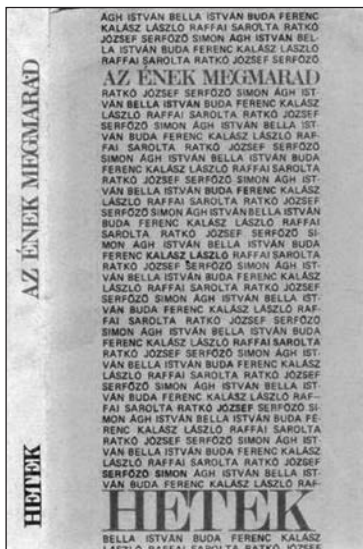 HETEK
AZ ÉNEK MEGMARAD
ÁGH ISTVÁN BELLA ISTVÁN BUDA FERENC
KALÁSZ LÁSZLÓ RAFFAI SAROLTA RATKÓ
JÓZSEF SERFŐZŐ SIMON ÁGH ISTVÁN BEL-
LA ISTVÁN BUDA FERENC KALÁSZ LÁSZLÓ
RAFFAI SAROLTA RATKÓ JÓZSEF SERFŐZŐ
AZ ÉNEK MEGMARAD
RATKÓ JÓZSEF SERFŐZŐ SIMON ÁGH IST-
VÁN BELLA ISTVÁN BUDA FERENC KALÁSZ
LÁSZLÓ RAFFAI SAROLTA RATKÓ JÓZSEF
SERFŐZŐ SIMON ÁGH ISTVÁN BELLA IST-
VÁN BUDA FERENC KALÁSZ LÁSZLÓ RAF-
FAI SAROLTA RATKÓ JÓZSEF SERFŐZŐ
SIMON ÁGH ISTVÁN BELLA ISTVÁN BUDA
FERENC KALÁSZ LÁSZLÓ RAFFAI SAROLTA
RATKÓ JÓZSEF SERFŐZŐ SIMON ÁGH IST-
VÁN BELLA ISTVÁN BUDA FERENC KALÁSZ
LÁSZLÓ RAFFAI SAROLTA RATKÓ JÓZSEF
SERFŐZŐ SIMON ÁGH ISTVÁN BELLA ISTVÁN
BUDA FERENC KALÁSZ LÁSZLÓ RAFFAI
SAROLTA RATKÓ JÓZSEF SERFŐZŐ SI-
MON ÁGH ISTVÁN BELLA ISTVÁN BUDA
FERENC KALÁSZ LÁSZLÓ RAFFAI SAROLTA
RATKÓ JÓZSEF SERFŐZŐ SIMON ÁGH IST-
VÁN BELLA ISTVÁN BUDA FERENC KALÁSZ
LÁSZLÓ RAFFAI SAROLTA RATKÓ JÓZSEF
SERFŐZŐ SIMON ÁGH ISTVÁN BELLA IST-
VÁN BUDA FERENC KALÁSZ LÁSZLÓ RAF-
FAI SAROLTA RATKÓ JÓZSEF SERFŐZŐ
SIMON ÁGH ISTVÁN BELLA ISTVÁN BUDA
FERENC KALÁSZ LÁSZLÓ RAFFAI SAROLTA
RATKÓ JÓZSEF SERFŐZŐ SIMON ÁGH IST-
VÁN BELLA ISTVÁN BUDA FERENC KALÁSZ
LÁSZLÓ RAFFAI SAROLTA RATKÓ JÓZSEF
SERFŐZŐ SIMON ÁGH ISTVÁN BELLA IST-
VÁN BUDA FERENC KALÁSZ LÁSZLÓ RAF-
FAI SAROLTA RATKÓ JÓZSEF SERFŐZŐ SI-
MON ÁGH ISTVÁN BELLA ISTVÁN BUDA FE-
RENC KALÁSZ LÁSZLÓ RAFFAI SAROLTA
RATKÓ JÓZSEF SERFŐZŐ SIMON ÁGH IST-
VÁN BELLA ISTVÁN BUDA FERENC KALÁSZ
LÁSZLÓ RAFFAI SAROLTA RATKÓ JÓZSEF
SERFŐZŐ SIMON ÁGH ISTVÁN BELLA IST-
VÁN BUDA FERENC KALÁSZ LÁSZLÓ RAF-
HETEK
BELLA ISTVÁN BUDA FERENC KALÁSZ
LÁSZLÓ RAFFAI SAROLTA RATKÓ JÓZSEF